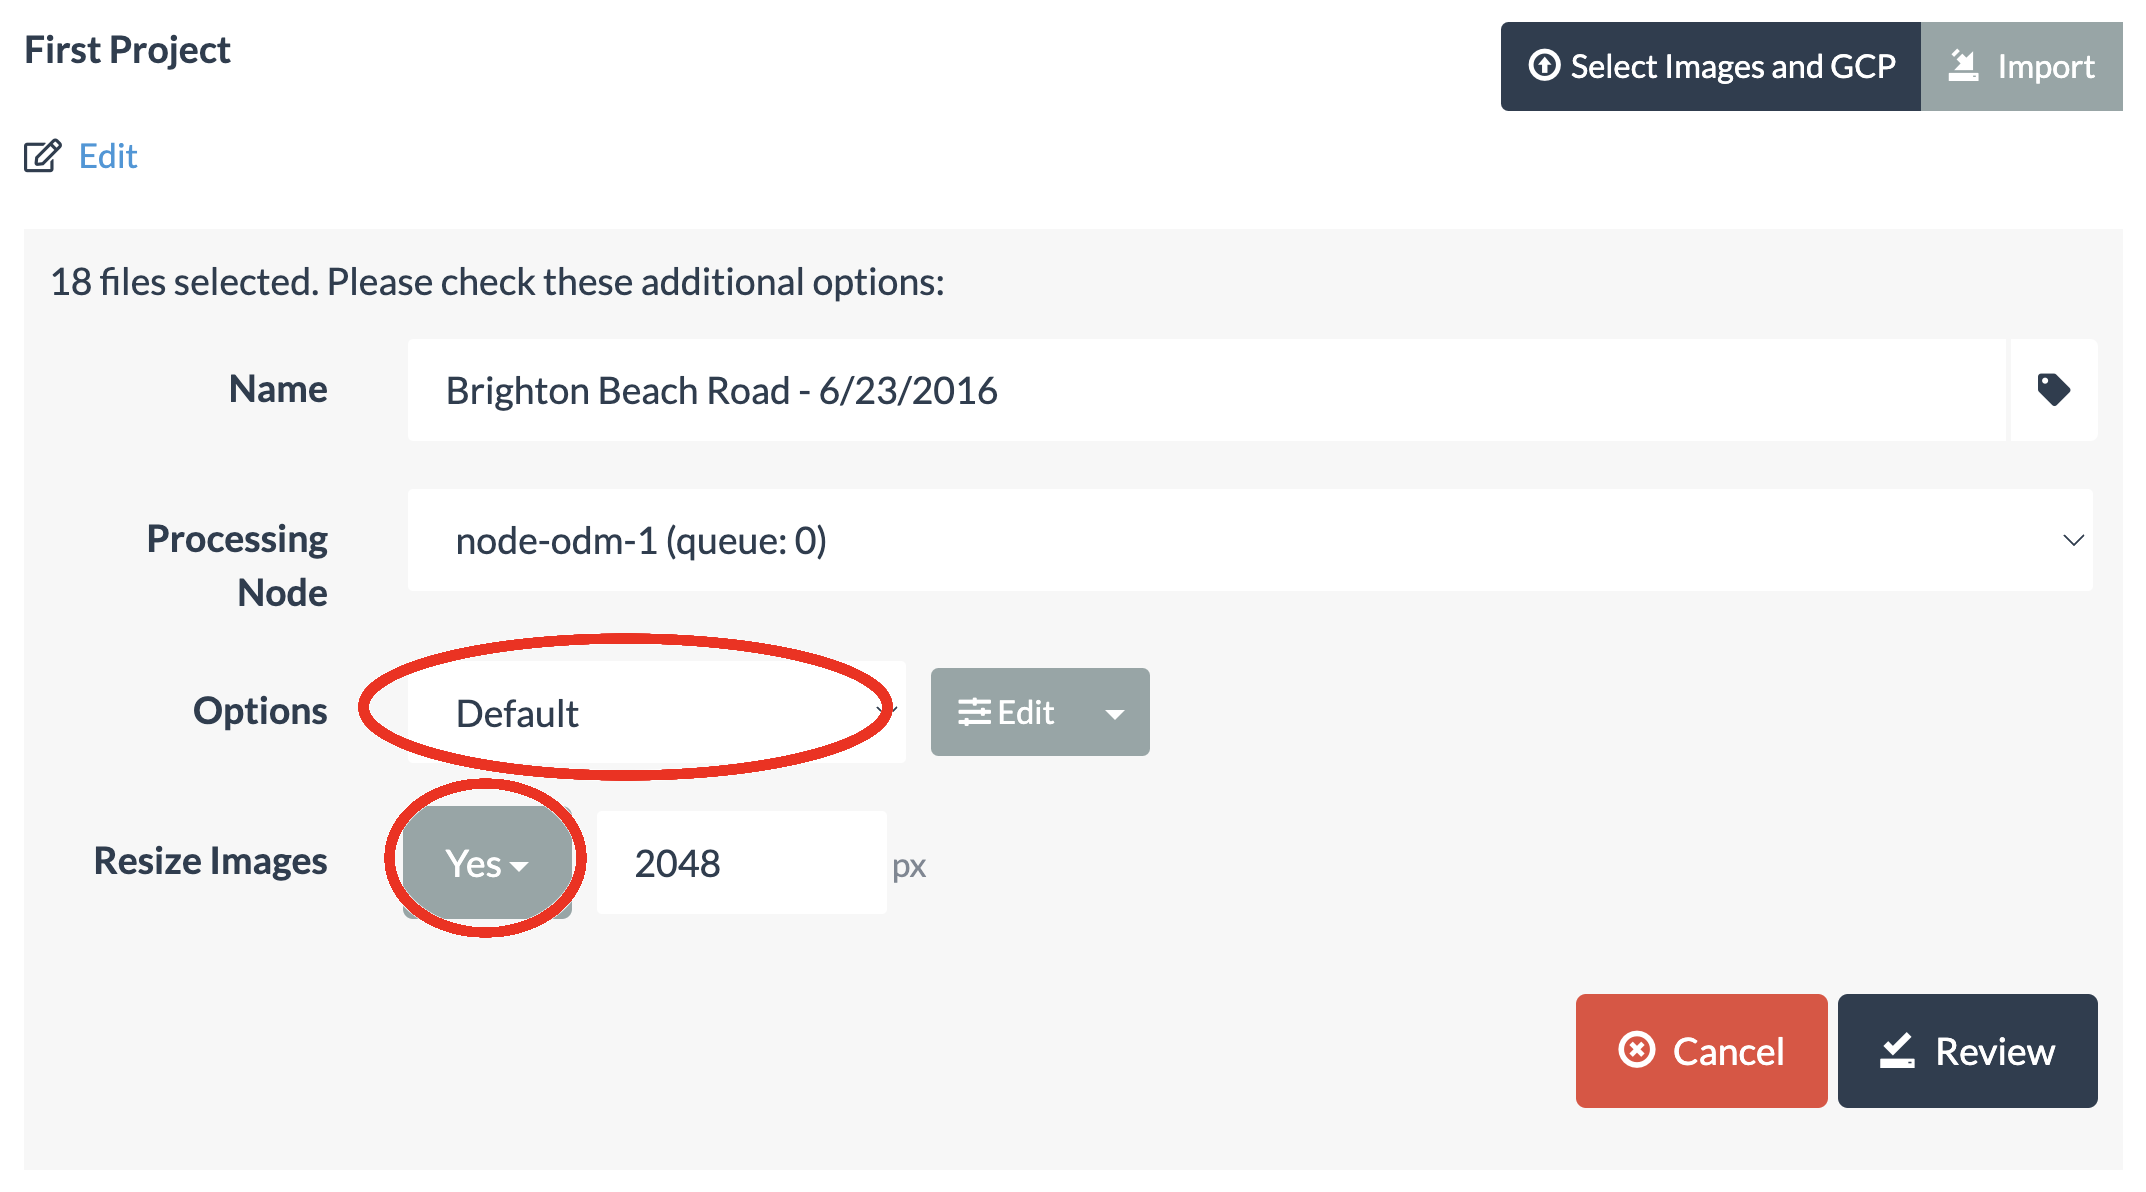 First Project
Select Images and GCP
Import
Edit
18 files selected. Please check these additional options:
Name
Brighton Beach Road - 6/23/2016
Processing
Node
node-odm-1 (queue: 0)
Options
Default
Edit
Resize Images
Yes
2048
px
Cancel
Review